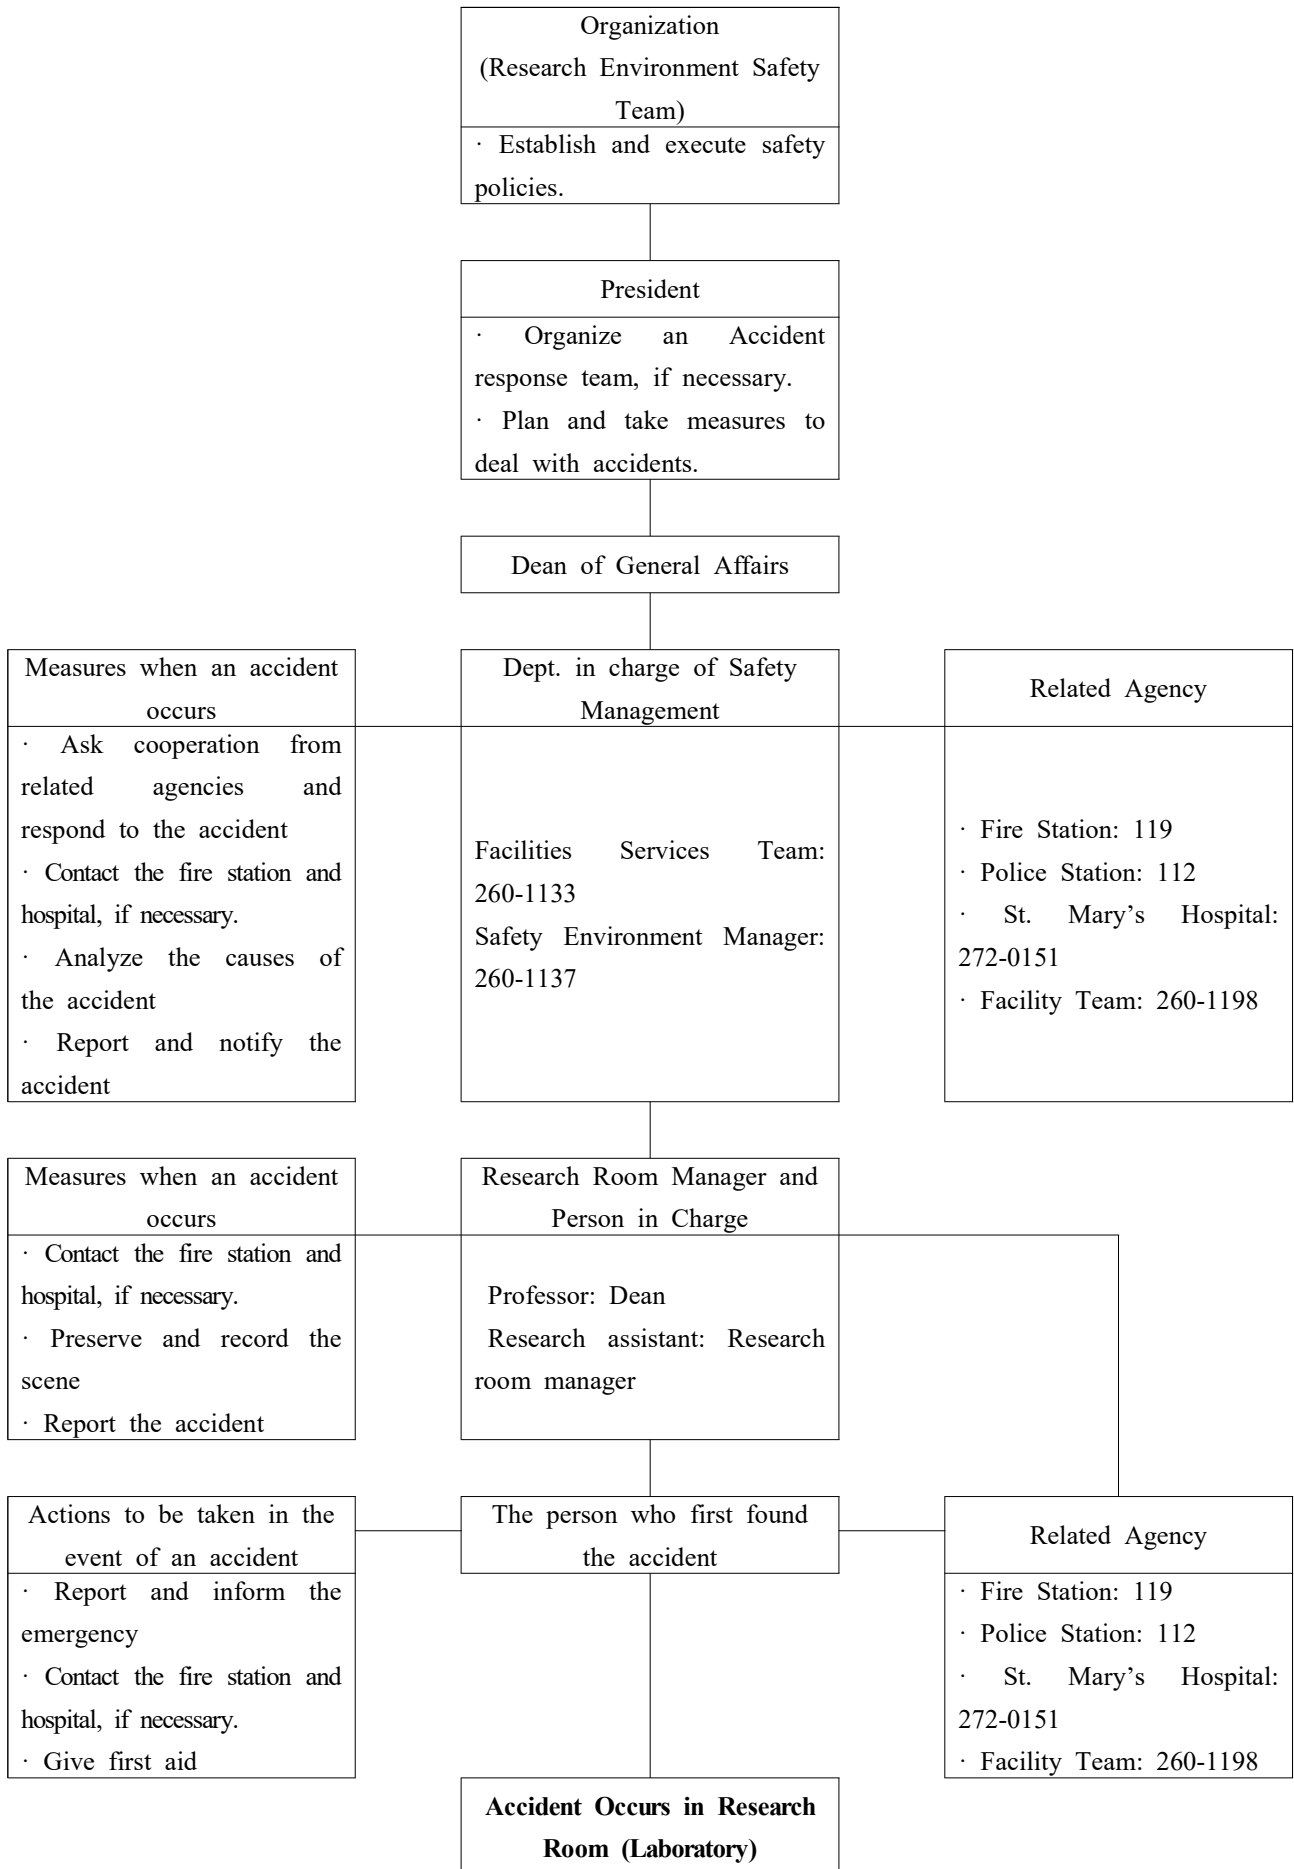 Organization
(Research Environment Safety
Team)
· Establish and execute safety
policies.
President
· Organize an Accident
response team, if necessary.
· Plan and take measures to
deal with accidents.
Dean of General Affairs
Measures when an accident
occurs
· Ask cooperation from
related agencies and
respond to the accident
· Contact the fire station and
hospital, if necessary.
· Analyze the causes of
the accident
· Report and notify the
accident
Dept. in charge of Safety
Management
Facilities Services Team:
260-1133
Safety Environment Manager:
260-1137
Related Agency
· Fire Station: 119
· Police Station: 112
· St. Mary's Hospital:
272-0151
· Facility Team: 260-1198
Measures when an accident
occurs
· Contact the fire station and
hospital, if necessary.
· Preserve and record the
scene
· Report the accident
Research Room Manager and
Person in Charge
Professor: Dean
Research assistant: Research
room manager
Actions to be taken in the
event of an accident
· Report and inform the
emergency
· Contact the fire station and
hospital, if necessary.
· Give first aid
The person who first found
the accident
Related Agency
· Fire Station: 119
· Police Station: 112
· St. Mary's Hospital:
272-0151
· Facility Team: 260-1198
Accident Occurs in Research
Room (Laboratory)